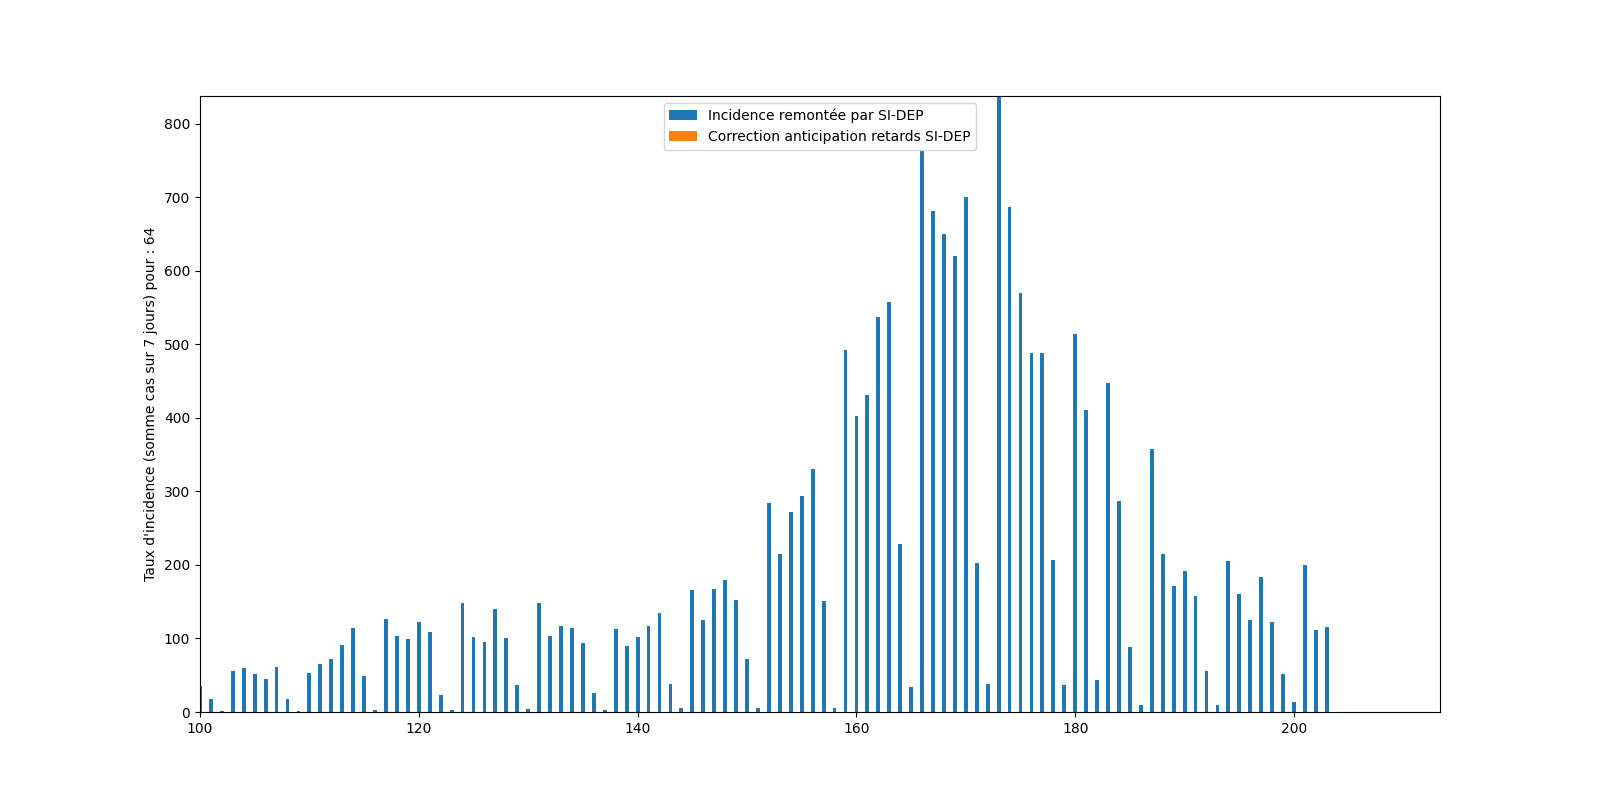 Incidence remontée par SI-DEP
Correction anticipation retards SI-DEP
Taux d'incidence (somme cas sur 7 jours) pour : 64
800
700
600
500
400
300
200
100
0
100 120 140 160 180 200